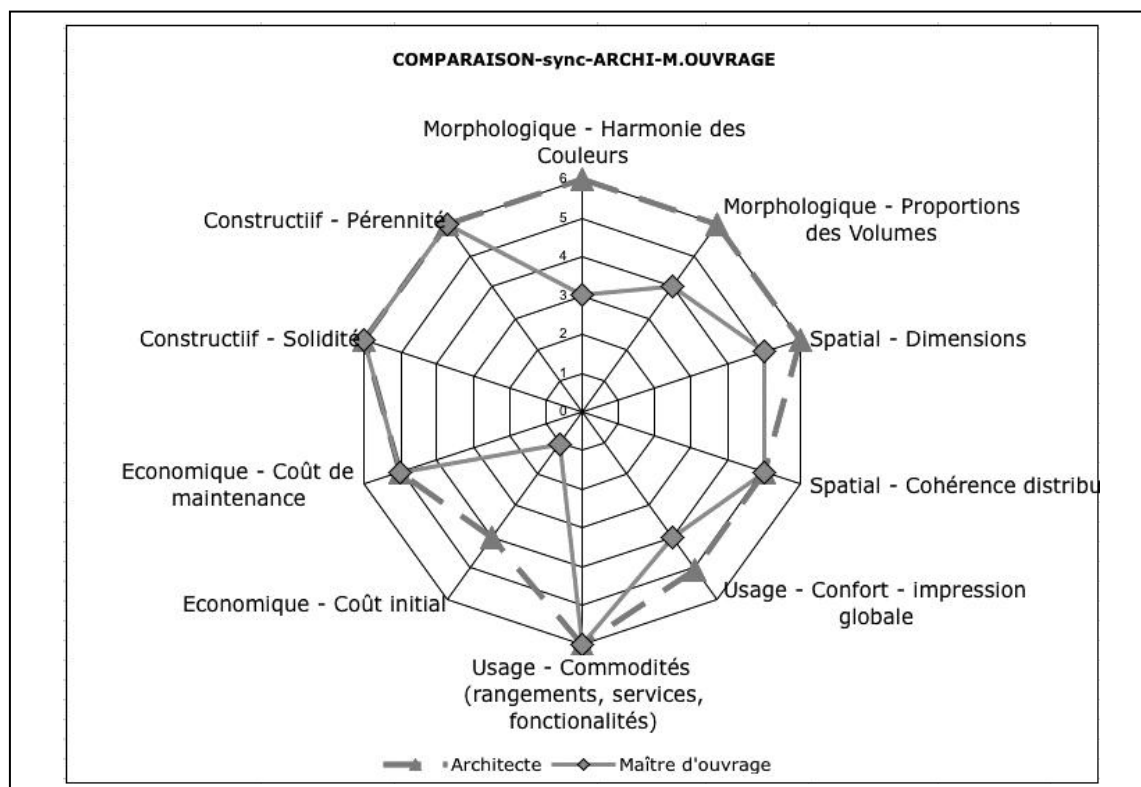 COMPARAISON-sync-ARCHI-M.OUVRAGE
Morphologique - Harmonie des
Couleurs
Morphologique - Proportions
des Volumes
Spatial - Dimensions
Spatial - Cohérence distribu
Usage - Confort - impression
globale
Usage - Commodités
(rangements, services,
fonctionalités)
Economique - Coût initial
Economique - Coût de
maintenance
Constructiif - Solidité
Constructiif - Pérennité
6
5
4
3
2
1
0
Architecte
Maître d'ouvrage